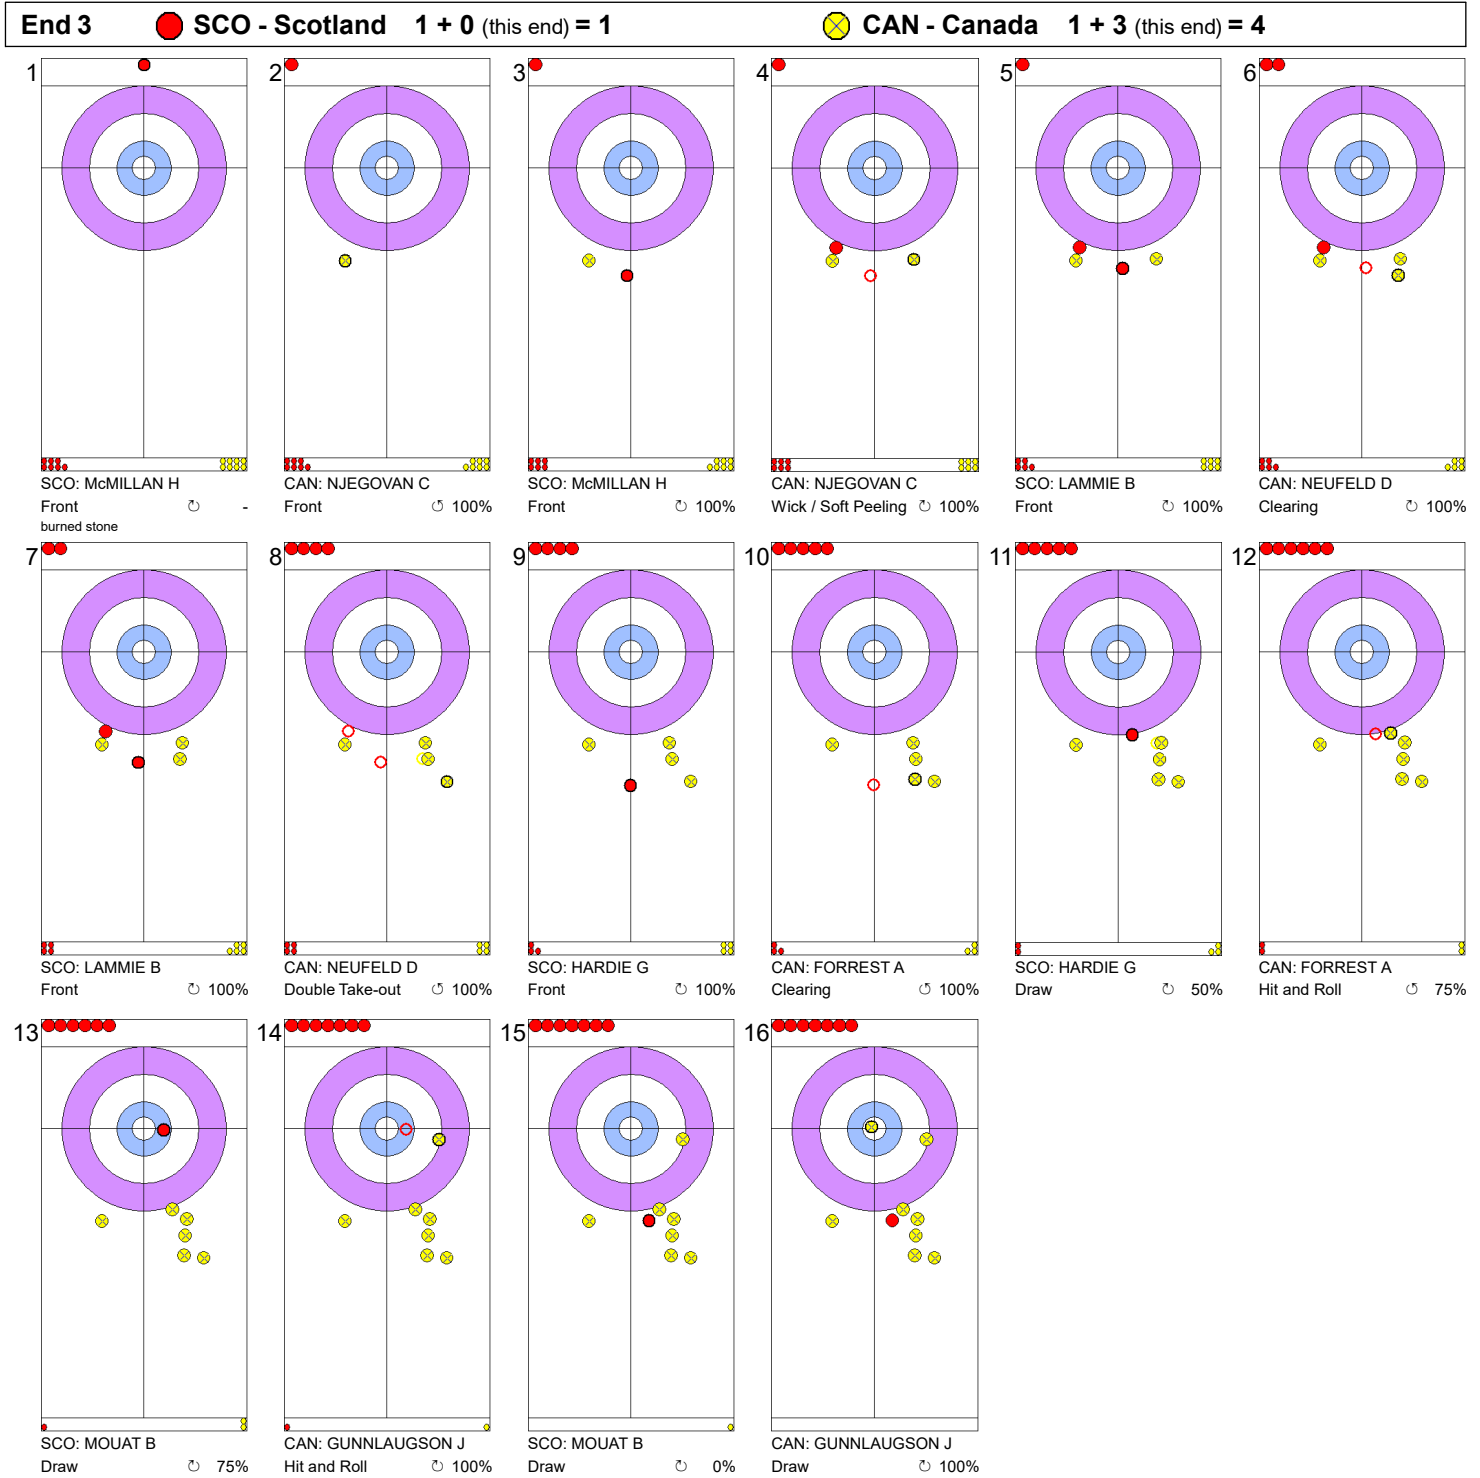 End 3 SCO - Scotland 1 + 0 (this end) = 1 CAN - Canada 1 + 3 (this end) = 4
1 2 3 4 5 6
SCO: McMILLAN H CAN: NJEGOVAN C SCO: McMILLAN H CAN: NJEGOVAN C SCO: LAMMIE B CAN: NEUFELD D
Front ↻ - Front ↺ 100% Front ↻ 100% Wick / Soft Peeling ↻ 100% Front ↻ 100% Clearing ↻ 100%
burned stone
7 8 9 10 11 12
SCO: LAMMIE B CAN: NEUFELD D SCO: HARDIE G CAN: FORREST A SCO: HARDIE G CAN: FORREST A
Front ↻ 100% Double Take-out ↺ 100% Front ↻ 100% Clearing ↺ 100% Draw ↻ 50% Hit and Roll ↺ 75%
13 14 15 16
SCO: MOUAT B CAN: GUNNLAUGSON J SCO: MOUAT B CAN: GUNNLAUGSON J
Draw ↻ 75% Hit and Roll ↻ 100% Draw ↻ 0% Draw ↻ 100%